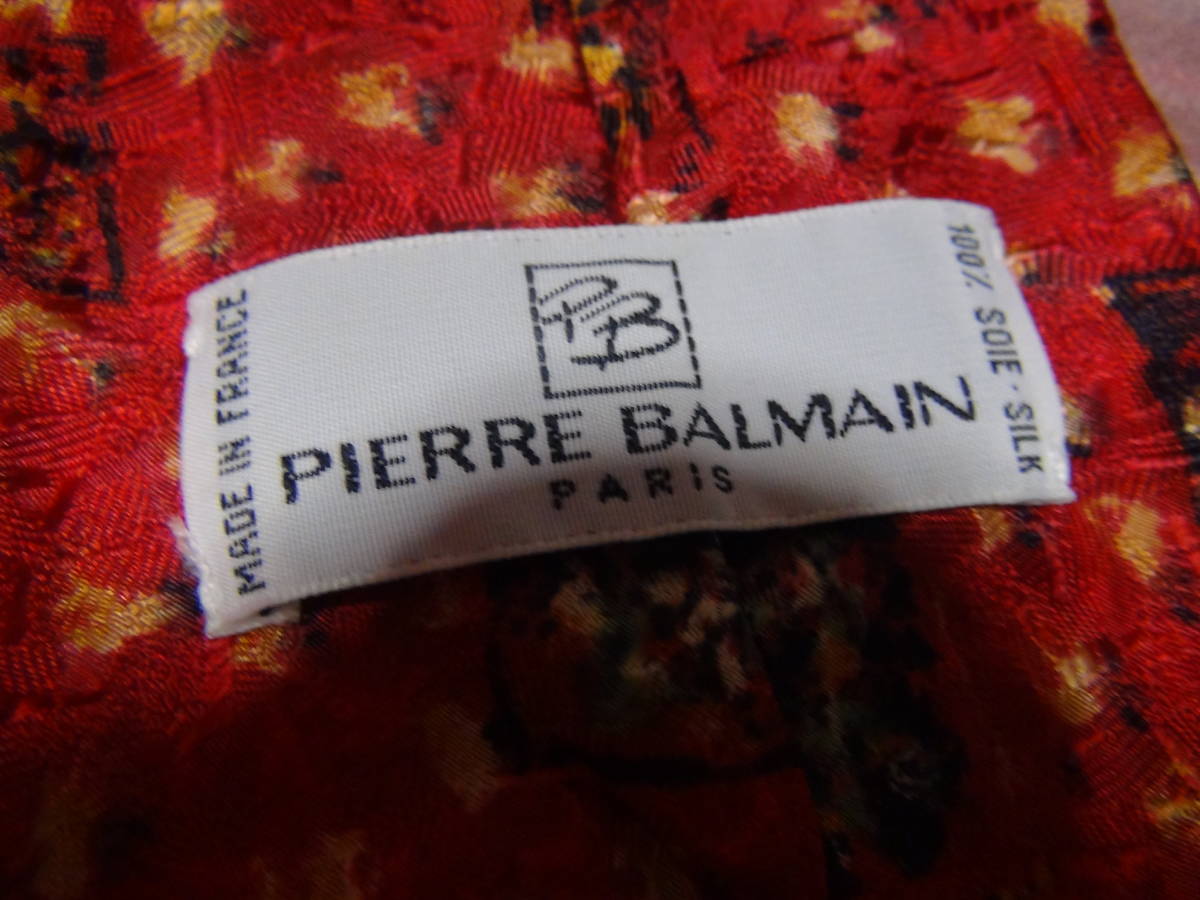 MADE IN FRANCE
PB
PIERRE BALMAIN
PARIS
100% SOIE · SILK